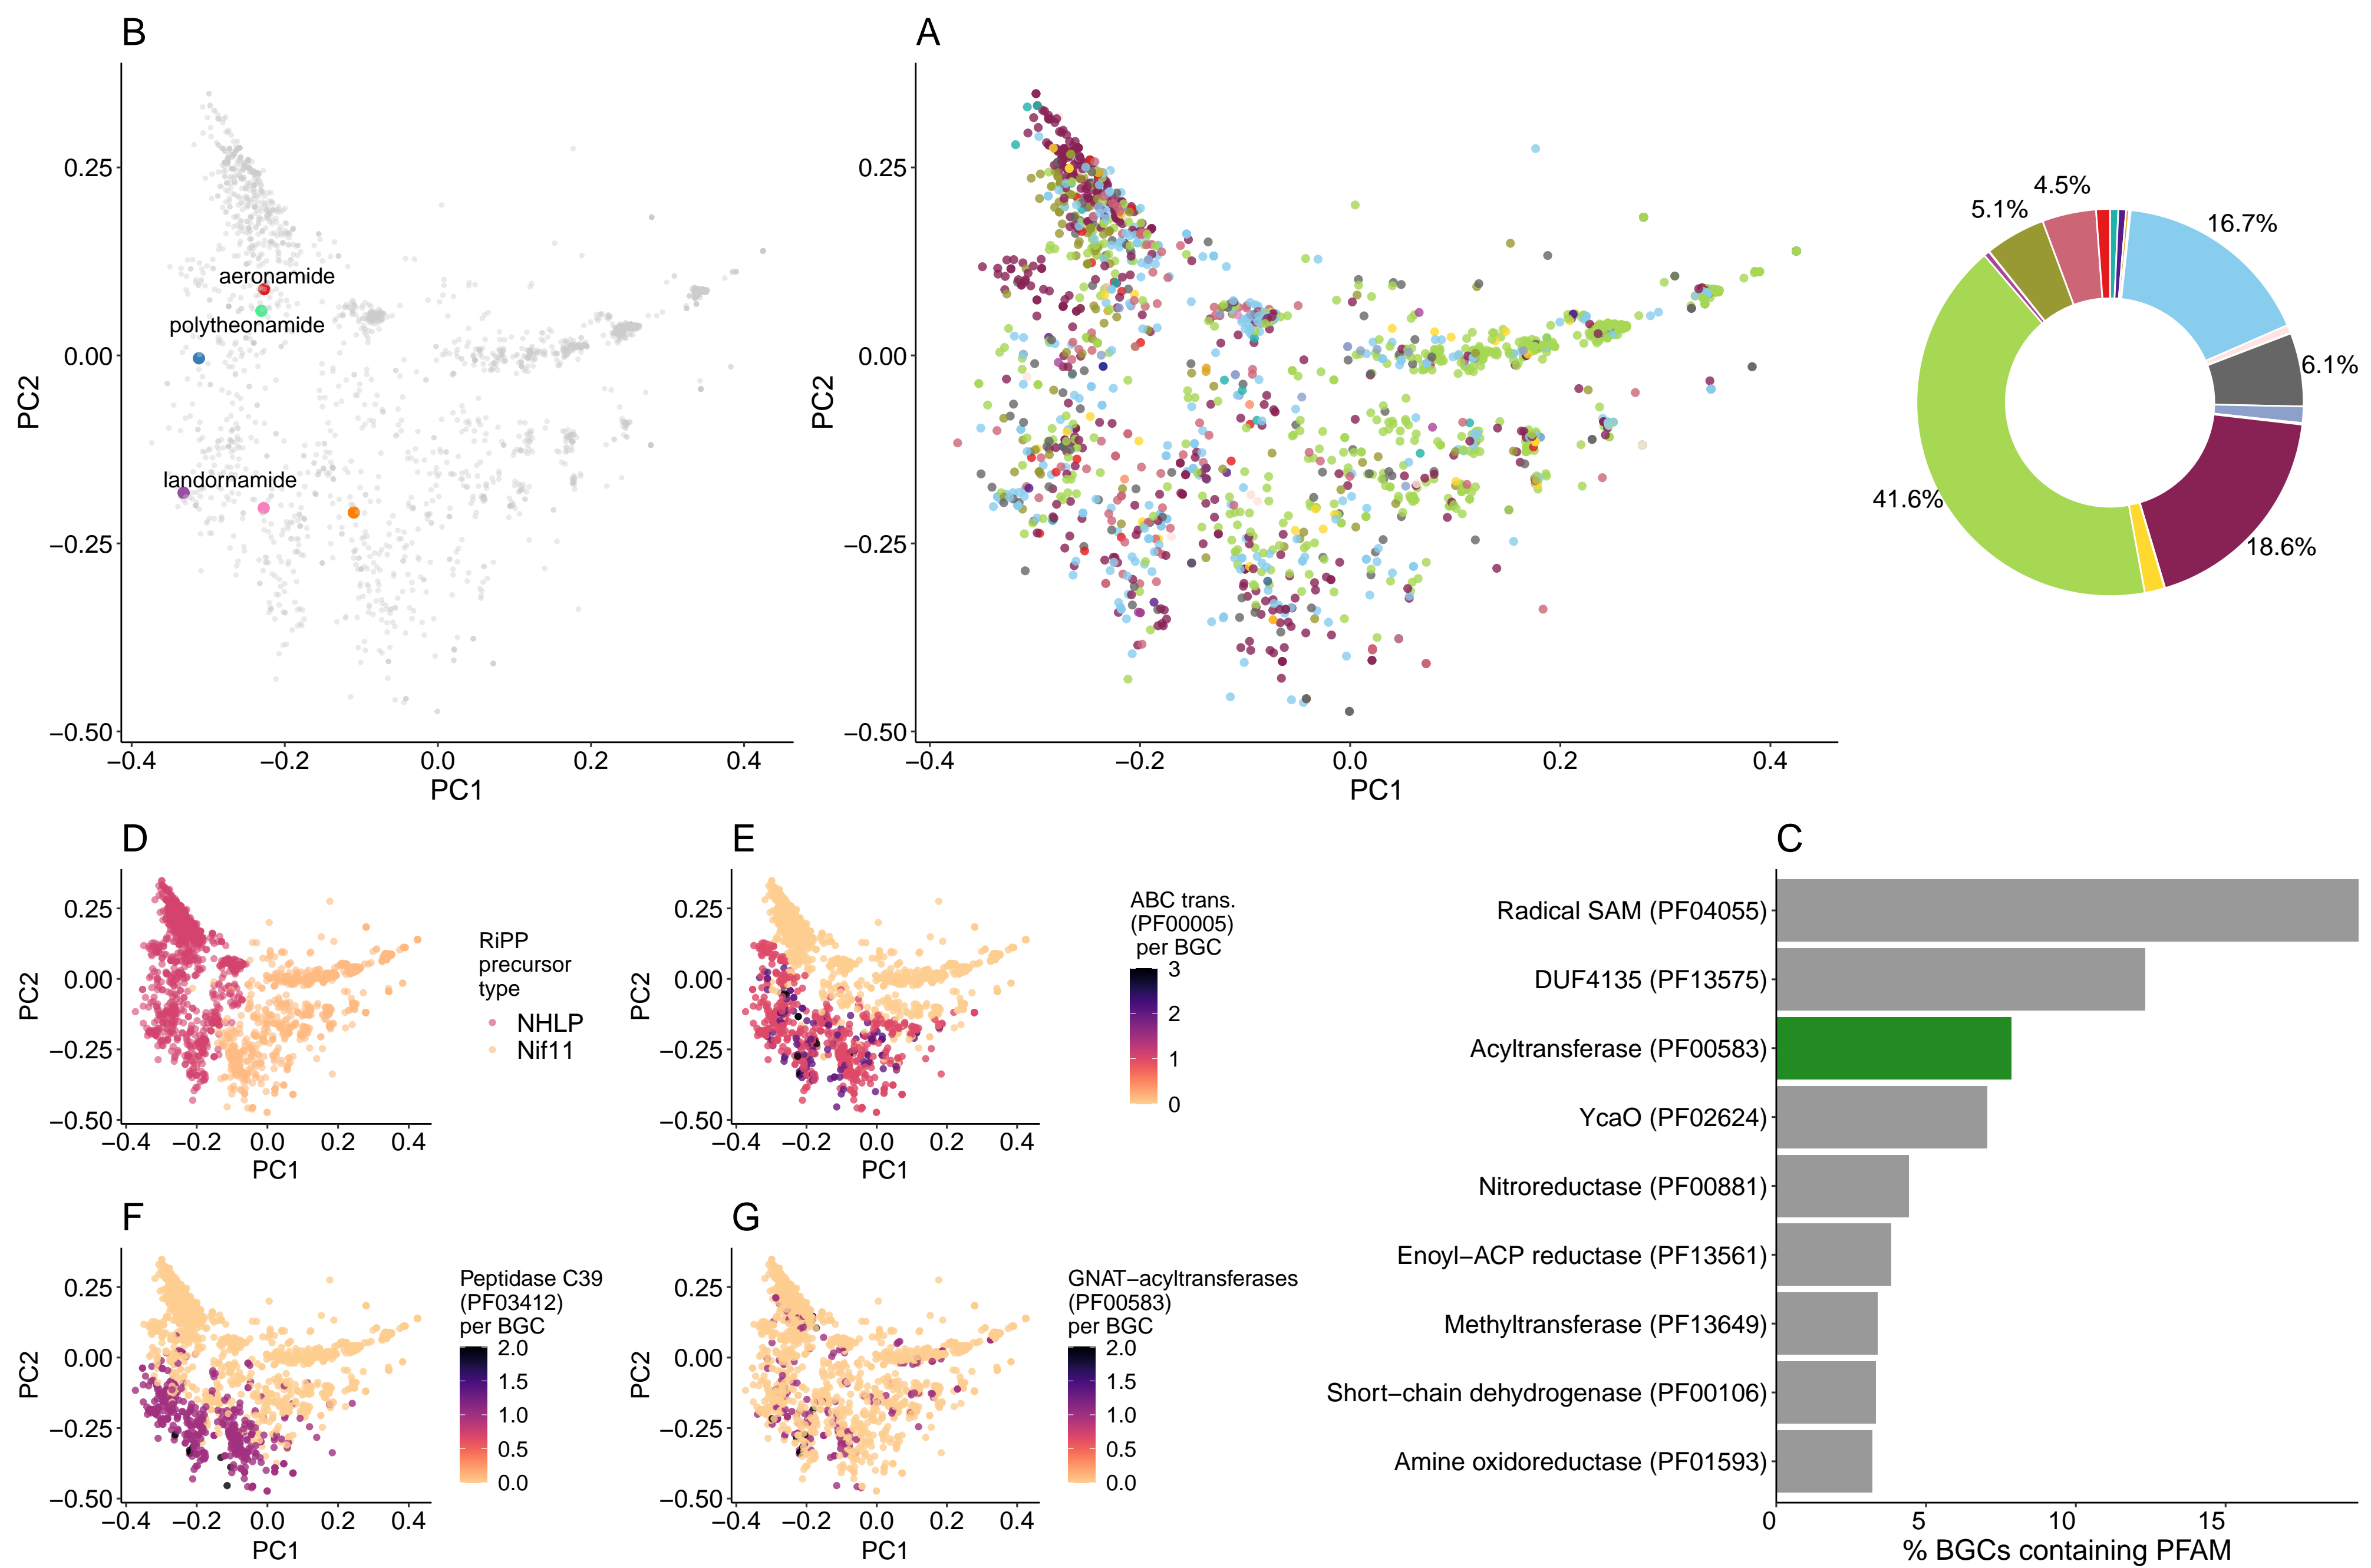 B
PC2
0.25
0.00
−0.25
−0.50
aeronamide
polytheonamide
landornamide
−0.4
−0.2
0.0
0.2
0.4
PC1
A
PC2
0.25
0.00
−0.25
−0.50
−0.4
−0.2
0.0
0.2
0.4
PC1
4.5%
5.1%
16.7%
6.1%
41.6%
18.6%
D
PC2
0.25
0.00
−0.25
−0.50
−0.4
−0.2
0.0
0.2
0.4
PC1
RiPP
precursor
type
NHLP
Nif11
E
PC2
0.25
0.00
−0.25
−0.50
−0.4
−0.2
0.0
0.2
0.4
PC1
ABC trans.
(PF00005)
per BGC
3
2
1
0
C
Radical SAM (PF04055)
DUF4135 (PF13575)
Acyltransferase (PF00583)
YcaO (PF02624)
Nitroreductase (PF00881)
Enoyl−ACP reductase (PF13561)
Methyltransferase (PF13649)
Short−chain dehydrogenase (PF00106)
Amine oxidoreductase (PF01593)
0
5
10
15
% BGCs containing PFAM
F
PC2
0.25
0.00
−0.25
−0.50
−0.4
−0.2
0.0
0.2
0.4
PC1
Peptidase C39
(PF03412)
per BGC
2.0
1.5
1.0
0.5
0.0
G
PC2
0.25
0.00
−0.25
−0.50
−0.4
−0.2
0.0
0.2
0.4
PC1
GNAT−acyltransferases
(PF00583)
per BGC
2.0
1.5
1.0
0.5
0.0